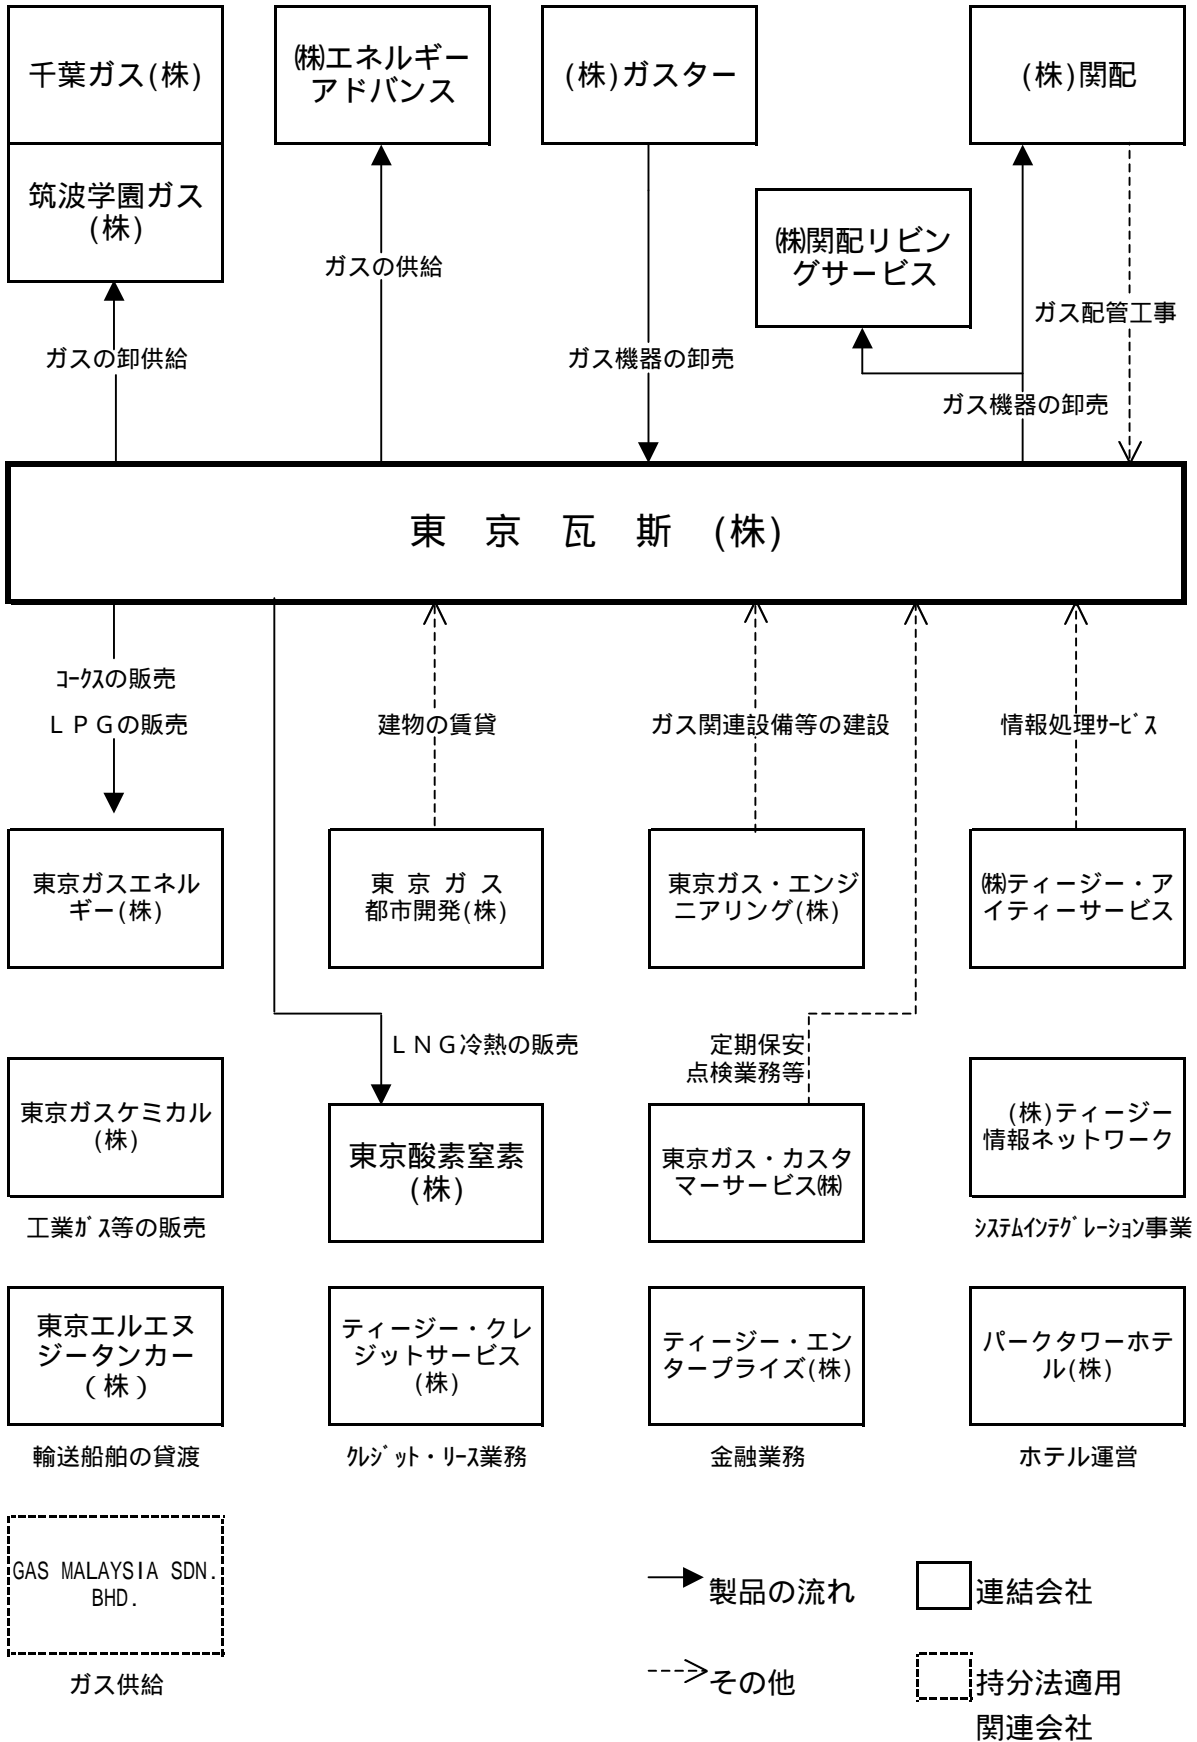 千葉ガス(株)
㈱エネルギー
アドバンス
(株)ガスター
(株)関配
筑波学園ガス
(株)
㈱関配リビン
グサービス
ガスの供給
ガス配管工事
ガスの卸供給
ガス機器の卸売
ガス機器の卸売
東 京 瓦 斯 (株)
ｺｰｸｽの販売
ＬＰＧの販売
建物の賃貸
ガス関連設備等の建設
情報処理ｻｰﾋﾞｽ
東京ガスエネル
ギー(株)
東 京 ガ ス
都市開発(株)
東京ガス・エンジ
ニアリング(株)
㈱ティージー・ア
イティーサービス
ＬＮＧ冷熱の販売
定期保安
点検業務等
東京ガスケミカル
(株)
東京酸素窒素
(株)
東京ガス・カスタ
マーサービス㈱
(株)ティージー
情報ネットワーク
工業ｶﾞｽ等の販売
ｼｽﾃﾑｲﾝﾃｸﾞﾚｰｼｮﾝ事業
東京エルエヌ
ジータンカー
（株）
ティージー・クレ
ジットサービス
(株)
ティージー・エン
タープライズ(株)
パークタワーホテ
ル(株)
輸送船舶の貸渡
ｸﾚｼﾞｯﾄ・ﾘｰｽ業務
金融業務
ホテル運営
GAS MALAYSIA SDN.
BHD.
ガス供給
製品の流れ
連結会社
その他
持分法適用
関連会社